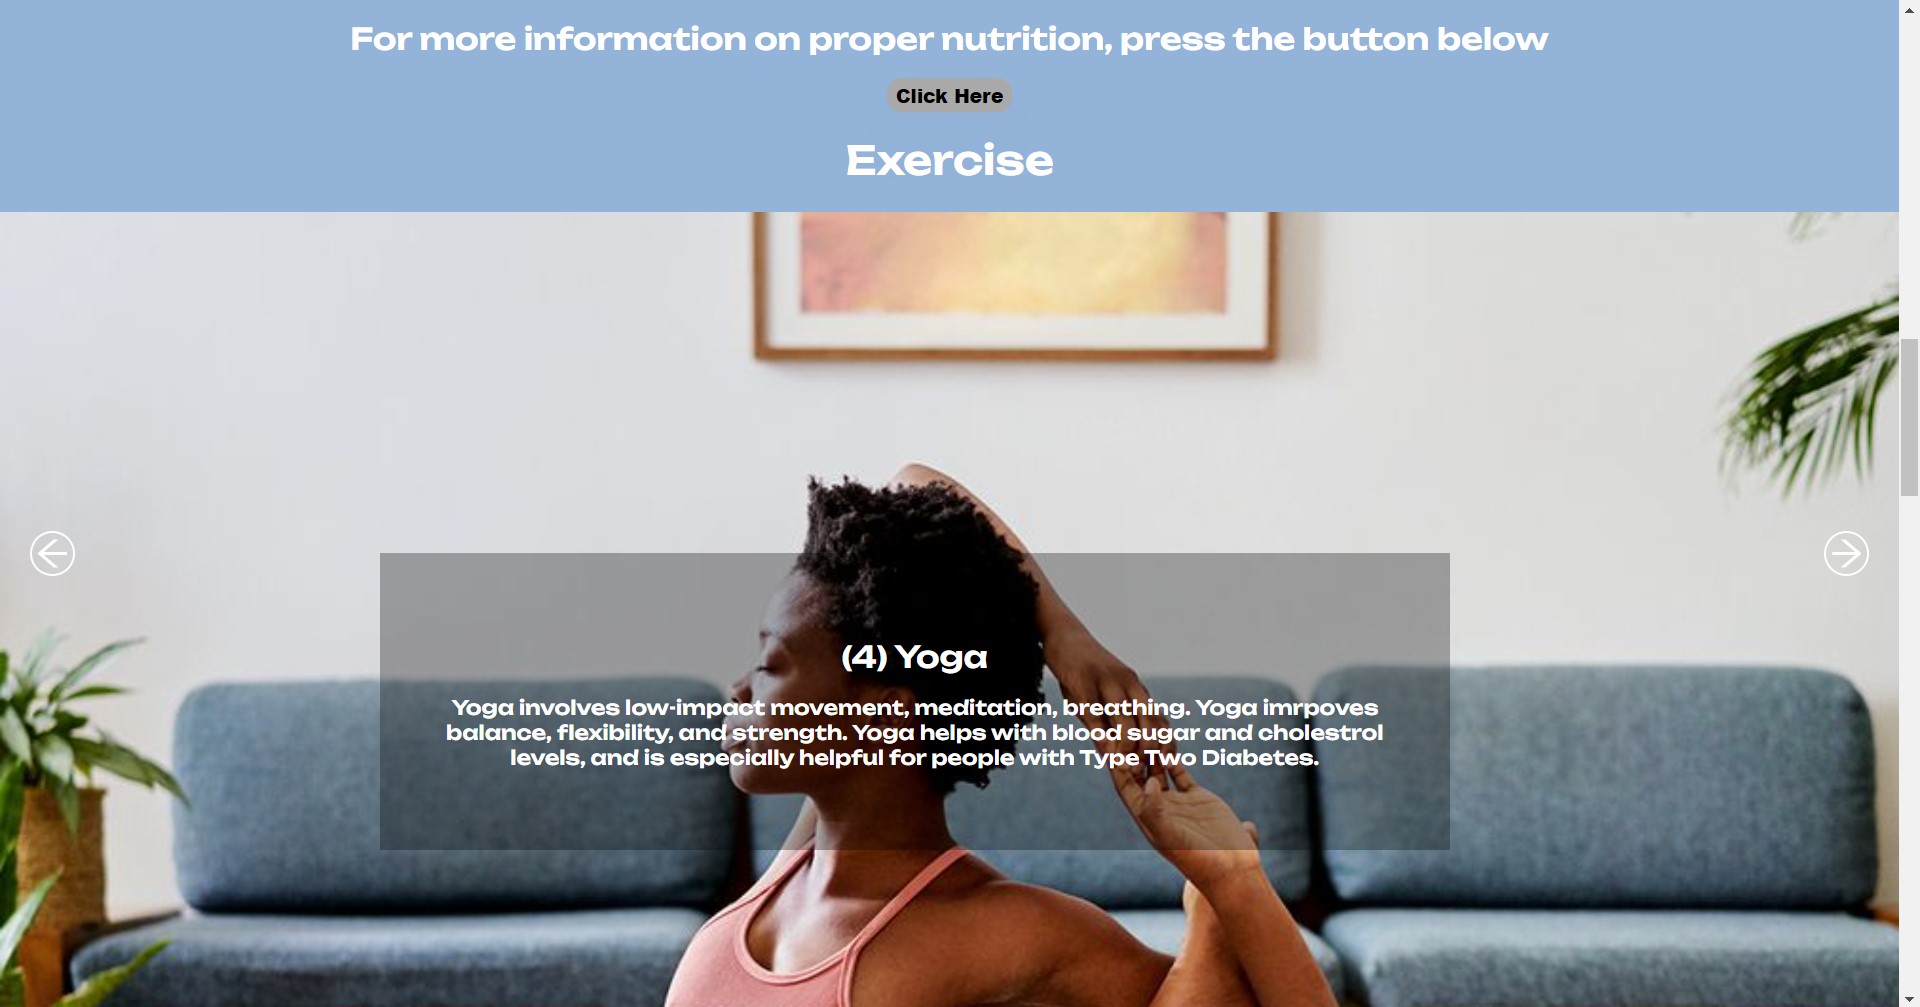 For more information on proper nutrition, press the button below
Click Here
Exercise
(4) Yoga
Yoga involves low-impact movement, meditation, breathing. Yoga imrpoves
balance, flexibility, and strength. Yoga helps with blood sugar and cholestrol
levels, and is especially helpful for people with Type Two Diabetes.